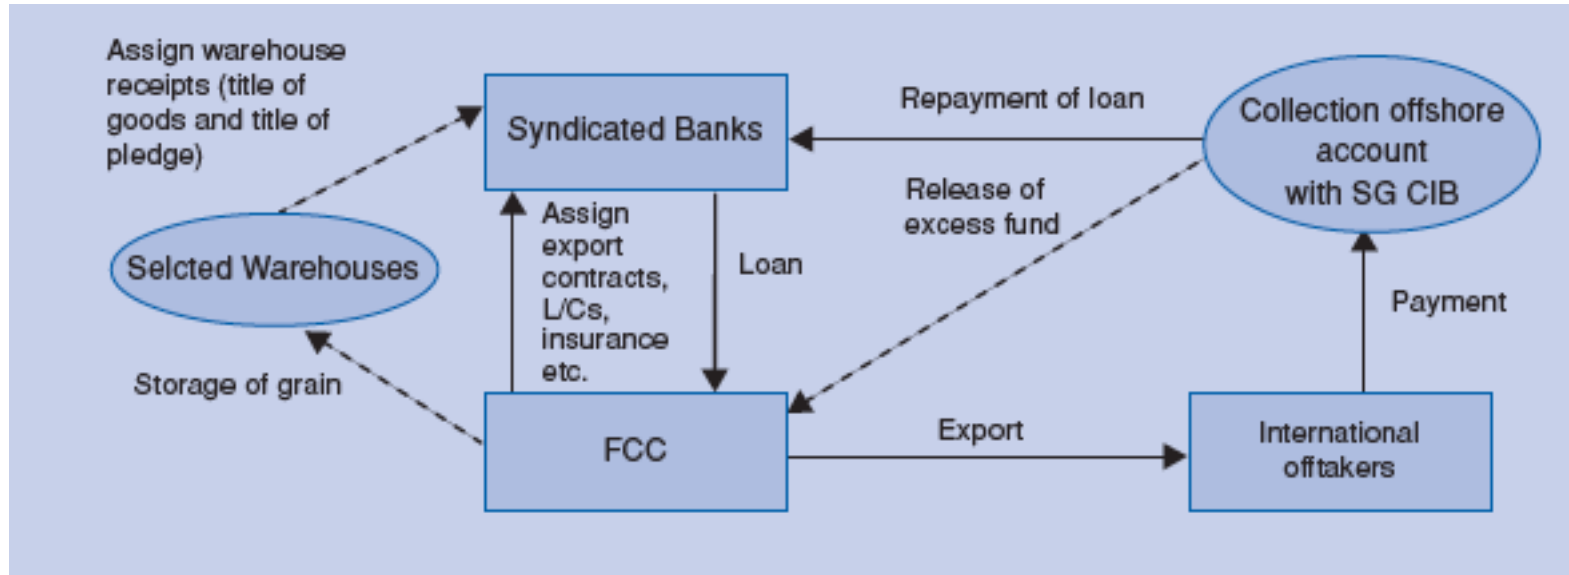 Assign warehouse
receipts (title of
goods and title of
pledge)
Syndicated Banks
Repayment of loan
Collection offshore
account
with SG CIB
Release of
excess fund
Selcted Warehouses
Assign
export
contracts,
L/Cs,
insurance
etc.
Loan
Payment
Storage of grain
FCC
Export
International
offtakers